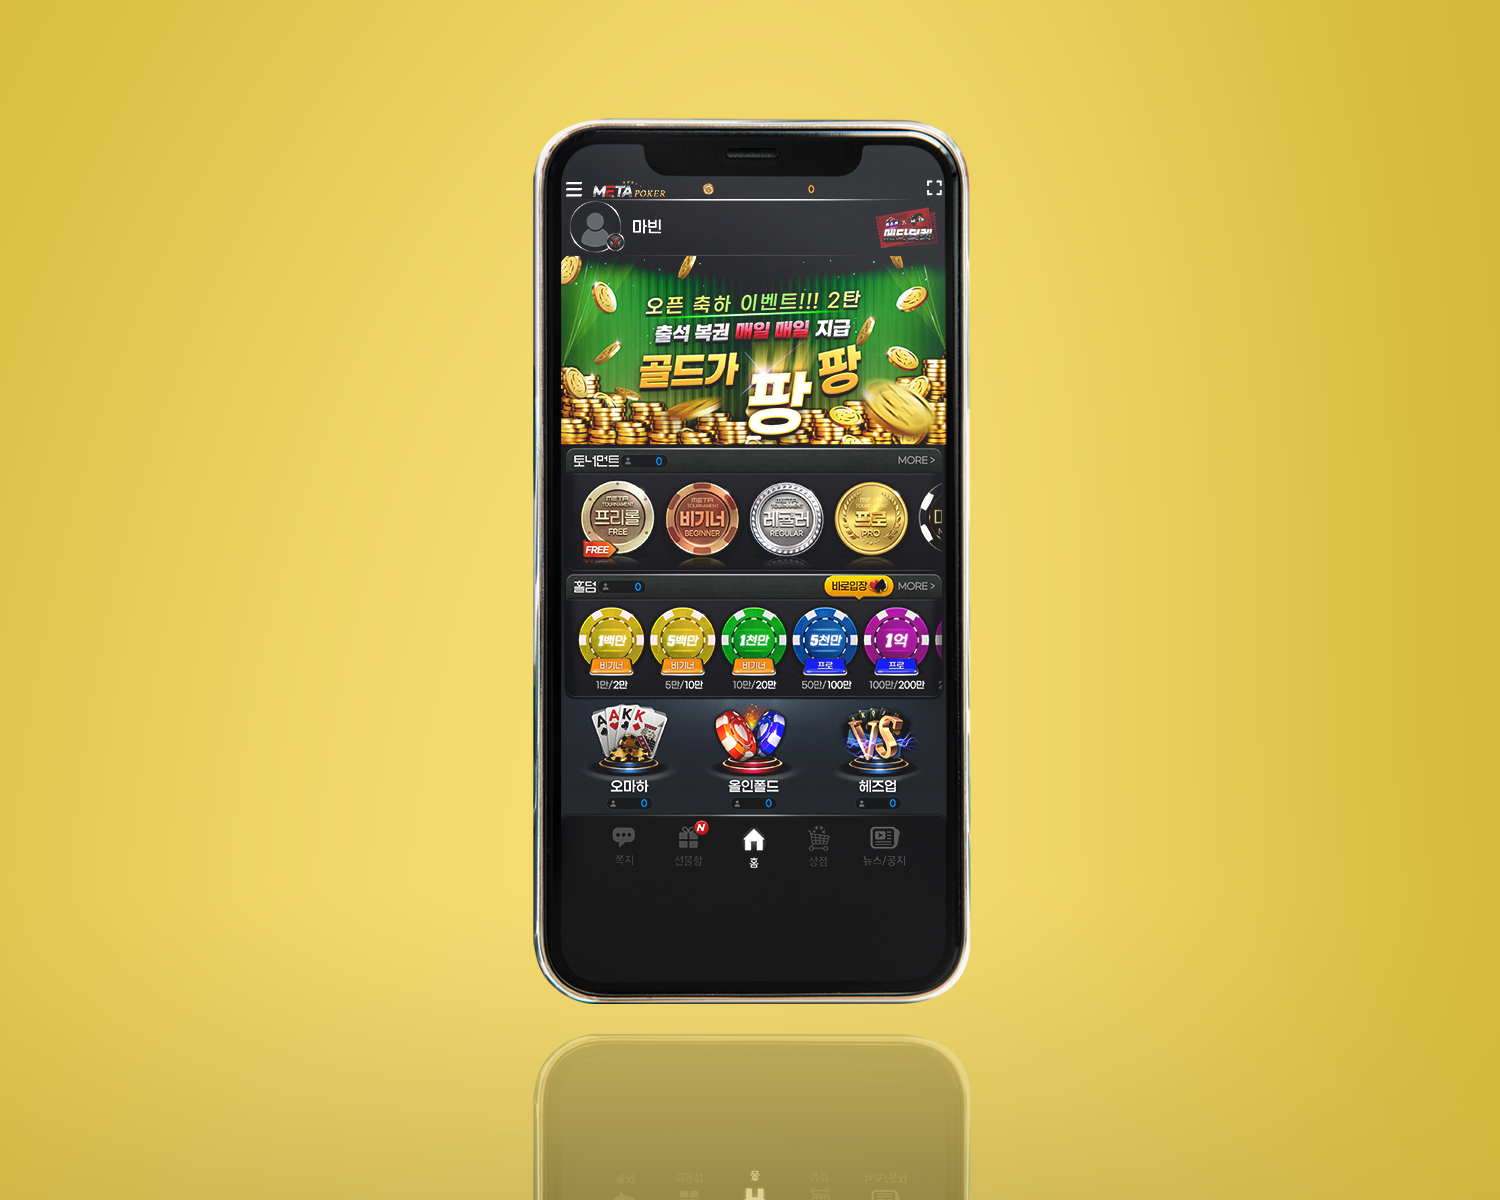 META POKER
0
마빈
오픈 축하 이벤트!!! 2탄
출석 복권 매일 매일 지급
골드가 팡 팡
토너먼트 0 MORE >
META TOURNAMENT 프리롤 FREE
FREE
META TOURNAMENT 비기너 BEGINNER
META TOURNAMENT 레귤러 REGULAR
META TOURNAMENT 프로 PRO
홀덤 0 바로입장 MORE >
1백만 5백만 1천만 5천만 1억
비기너 비기너 비기너 프로 프로
1만/2만 5만/10만 10만/20만 50만/100만 100만/200만
A A K K
VS
오마하 올인폴드 헤즈업
0 0 0
N
쪽지 선물함 홈 상점 뉴스/공지